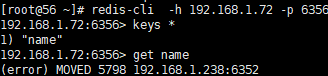 [root@56 ~]# redis-cli  -h 192.168.1.72 -p 6356
192.168.1.72:6356> keys *
1) "name"
192.168.1.72:6356> get name
(error) MOVED 5798 192.168.1.238:6352